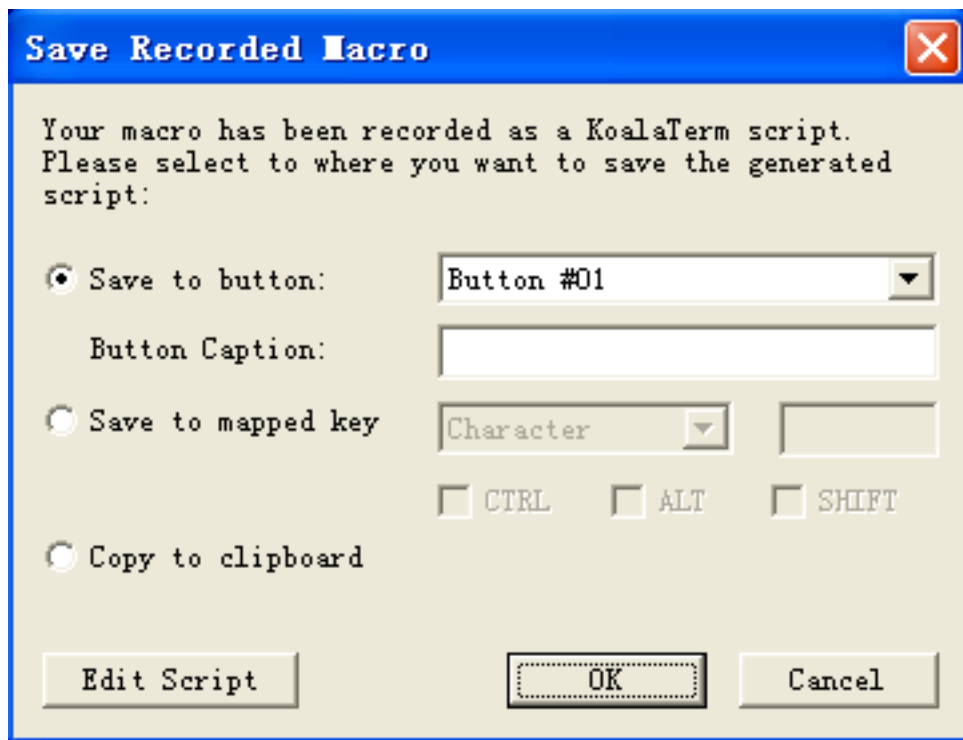 Save Recorded Macro
Your macro has been recorded as a KoalaTerm script.
Please select to where you want to save the generated
script:
Save to button:
Button #01
Button Caption:
Save to mapped key
Character
CTRL
ALT
SHIFT
Copy to clipboard
Edit Script
OK
Cancel